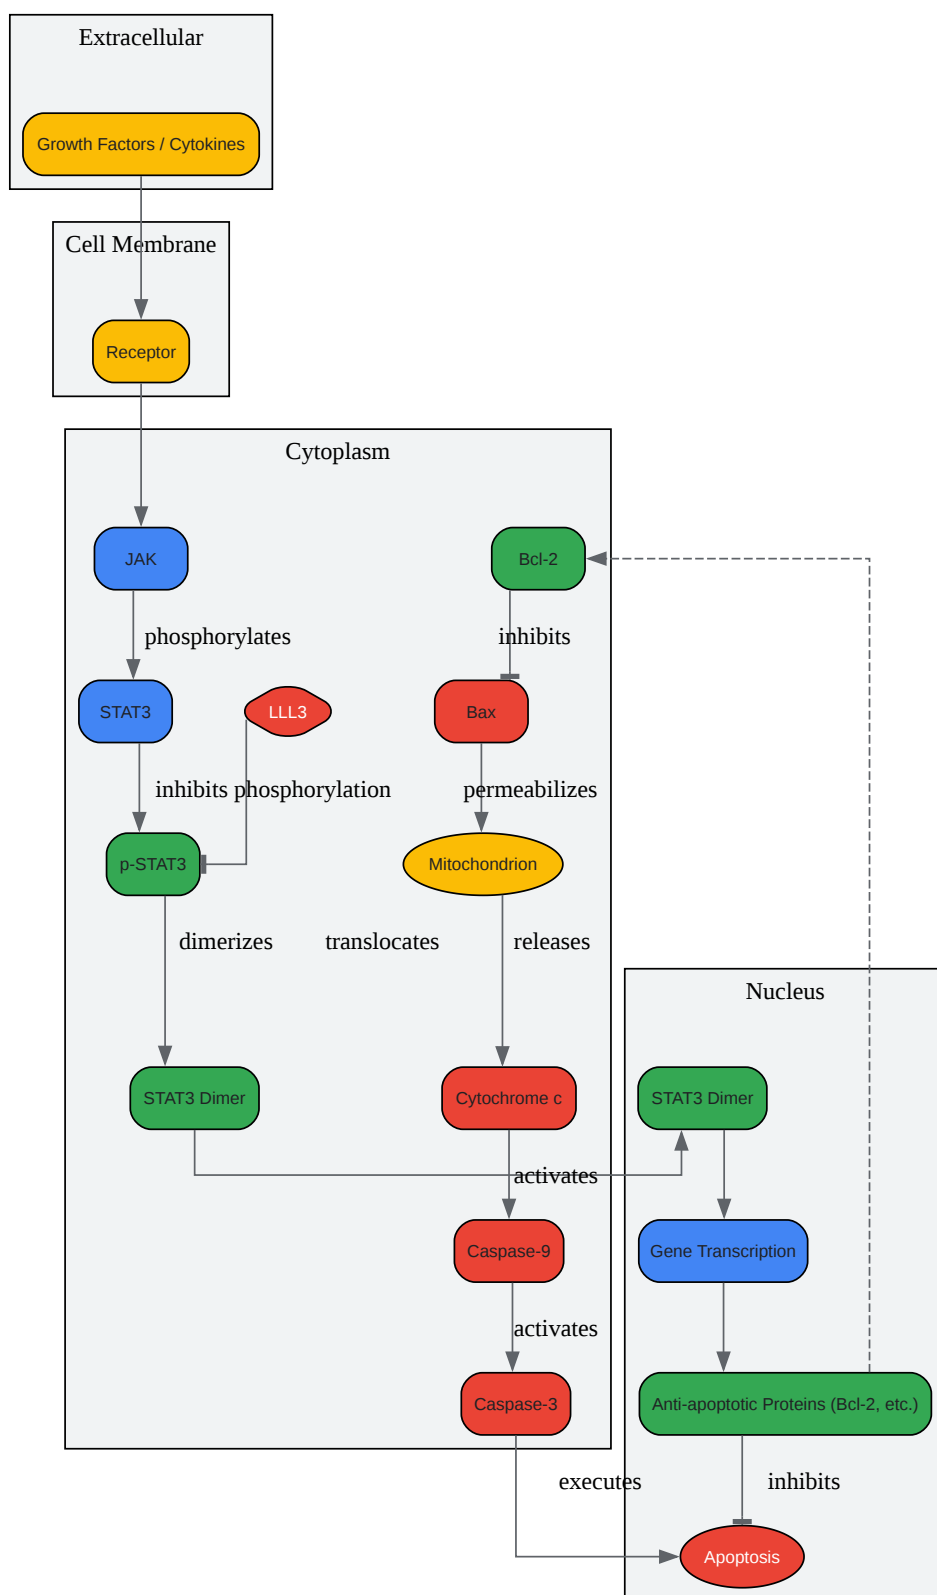 Extracellular
Growth Factors / Cytokines
Cell Membrane
Receptor
Cytoplasm
JAK
Bcl-2
phosphorylates
inhibits
STAT3
LLL3
Bax
inhibits phosphorylation
permeabilizes
p-STAT3
Mitochondrion
dimerizes
translocates
releases
Nucleus
STAT3 Dimer
Cytochrome c
STAT3 Dimer
activates
Caspase-9
Gene Transcription
activates
Caspase-3
Anti-apoptotic Proteins (Bcl-2, etc.)
executes
inhibits
Apoptosis